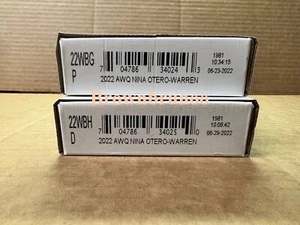 22WBG
P
7 04786 34024 3
2022 AWQ NINA OTERO-WARREN
1981
10:34:15
06-23-2022
22WBH
D
7 04786 34025 0
2022 AWQ NINA OTERO-WARREN
1981
10:08:42
06-29-2022